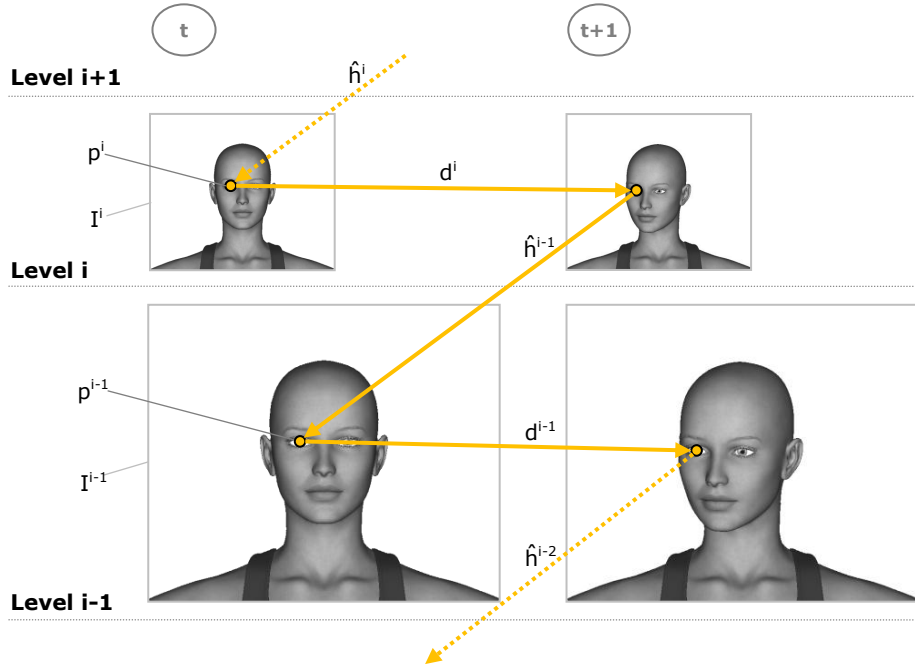 t
t+1
Level i+1
ĥⁱ
pⁱ
dⁱ
Iⁱ
ĥⁱ⁻¹
Level i
pⁱ⁻¹
dⁱ⁻¹
Iⁱ⁻¹
ĥⁱ⁻²
Level i-1